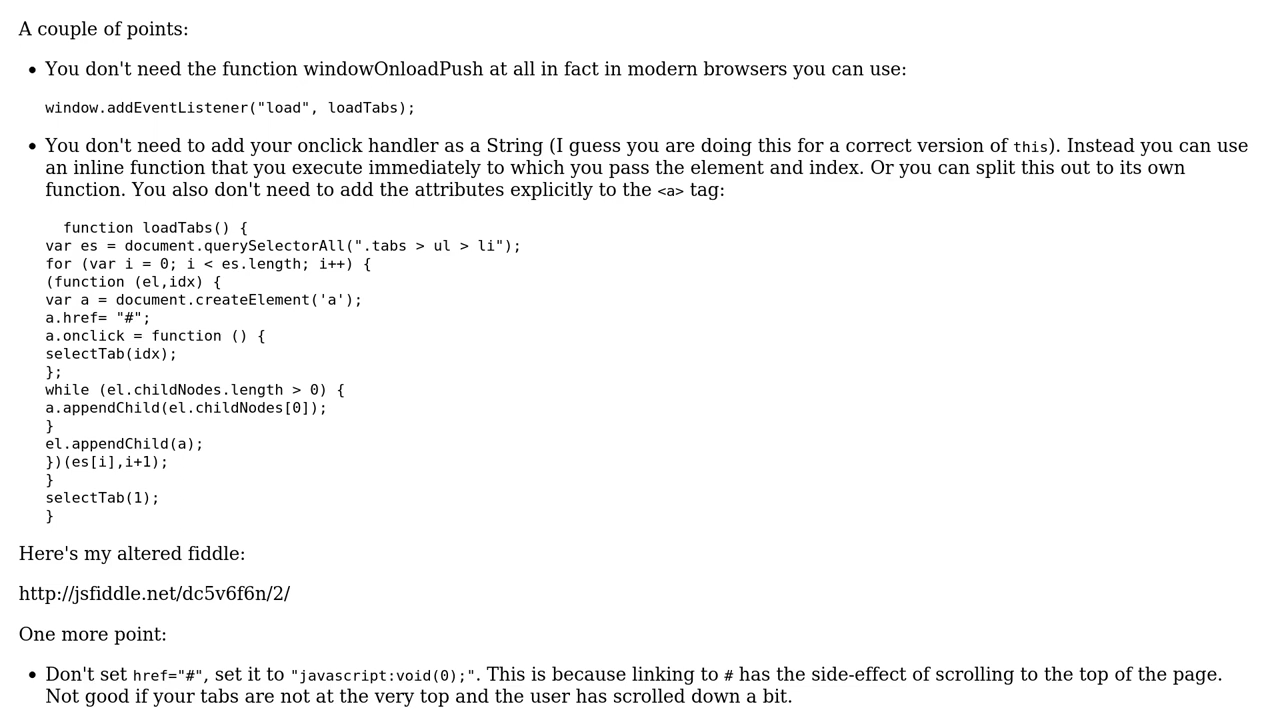 A couple of points:
• You don't need the function windowOnloadPush at all in fact in modern browsers you can use:
window.addEventListener("load", loadTabs);
• You don't need to add your onclick handler as a String (I guess you are doing this for a correct version of this). Instead you can use
an inline function that you execute immediately to which you pass the element and index. Or you can split this out to its own
function. You also don't need to add the attributes explicitly to the <a> tag:
function loadTabs() {
var es = document.querySelectorAll(".tabs > ul > li");
for (var i = 0; i < es.length; i++) {
(function (el,idx) {
var a = document.createElement('a');
a.href= "#";
a.onclick = function () {
selectTab(idx);
};
while (el.childNodes.length > 0) {
a.appendChild(el.childNodes[0]);
}
el.appendChild(a);
})(es[i],i+1);
}
selectTab(1);
}
Here's my altered fiddle:
http://jsfiddle.net/dc5v6f6n/2/
One more point:
• Don't set href="#", set it to "javascript:void(0);". This is because linking to # has the side-effect of scrolling to the top of the page.
Not good if your tabs are not at the very top and the user has scrolled down a bit.